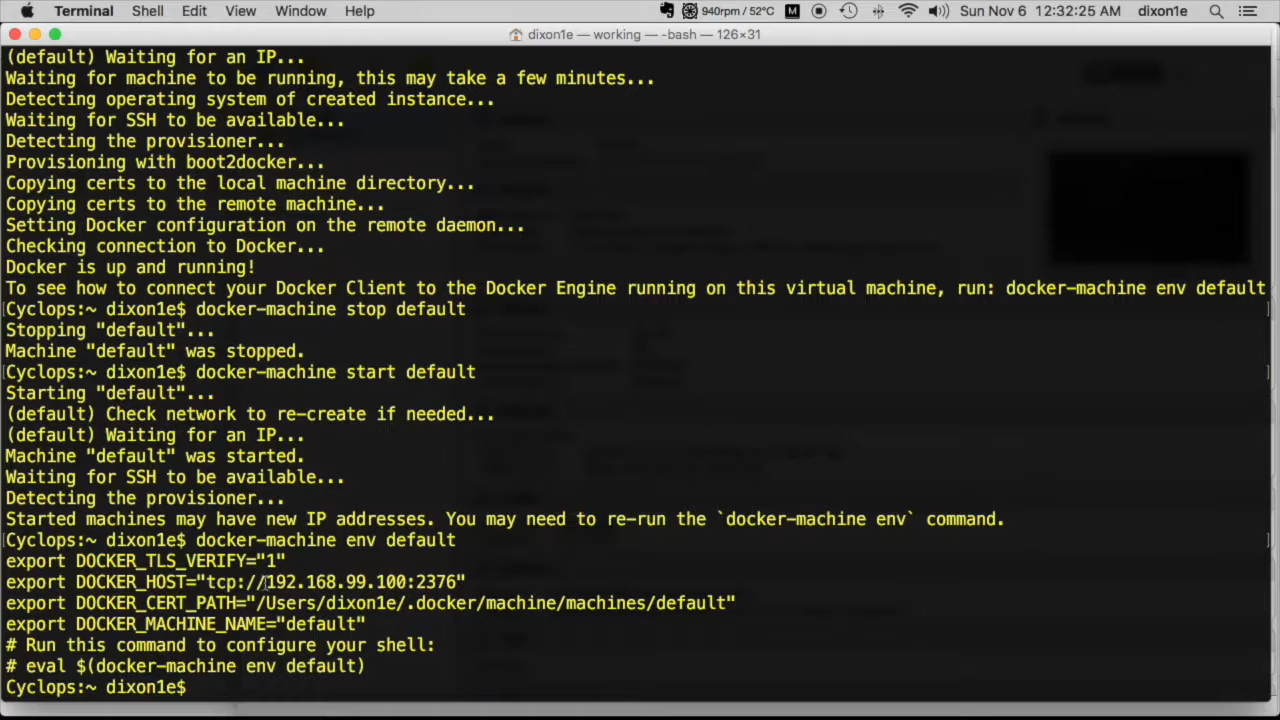 Terminal Shell Edit View Window Help 940rpm / 52°C M Sun Nov 6 12:32:25 AM dixon1e
dixon1e — working — -bash — 126×31
(default) Waiting for an IP...
Waiting for machine to be running, this may take a few minutes...
Detecting operating system of created instance...
Waiting for SSH to be available...
Detecting the provisioner...
Provisioning with boot2docker...
Copying certs to the local machine directory...
Copying certs to the remote machine...
Setting Docker configuration on the remote daemon...
Checking connection to Docker...
Docker is up and running!
To see how to connect your Docker Client to the Docker Engine running on this virtual machine, run: docker-machine env default
Cyclops:~ dixon1e$ docker-machine stop default
Stopping "default"...
Machine "default" was stopped.
Cyclops:~ dixon1e$ docker-machine start default
Starting "default"...
(default) Check network to re-create if needed...
(default) Waiting for an IP...
Machine "default" was started.
Waiting for SSH to be available...
Detecting the provisioner...
Started machines may have new IP addresses. You may need to re-run the `docker-machine env` command.
Cyclops:~ dixon1e$ docker-machine env default
export DOCKER_TLS_VERIFY="1"
export DOCKER_HOST="tcp://192.168.99.100:2376"
export DOCKER_CERT_PATH="/Users/dixon1e/.docker/machine/machines/default"
export DOCKER_MACHINE_NAME="default"
# Run this command to configure your shell:
# eval $(docker-machine env default)
Cyclops:~ dixon1e$